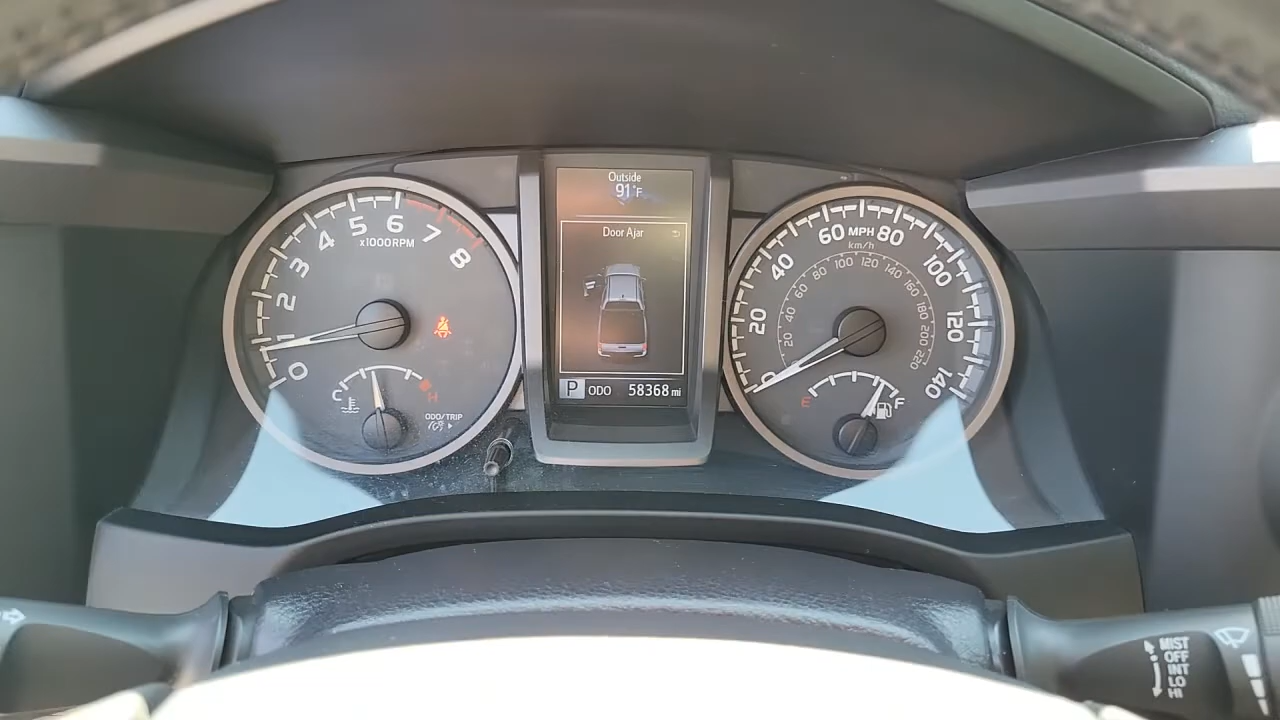 Outside
91°F
Door Ajar
P ODO 58368 mi
0 1 2 3 4 5 6 7 8
x1000RPM
C H
ODO/TRIP
0 20 40 60 MPH 80 100 120 140
km/h
20 40 60 80 100 120 140 160 180 200 220
E F
MIST
OFF
INT
LO
HI